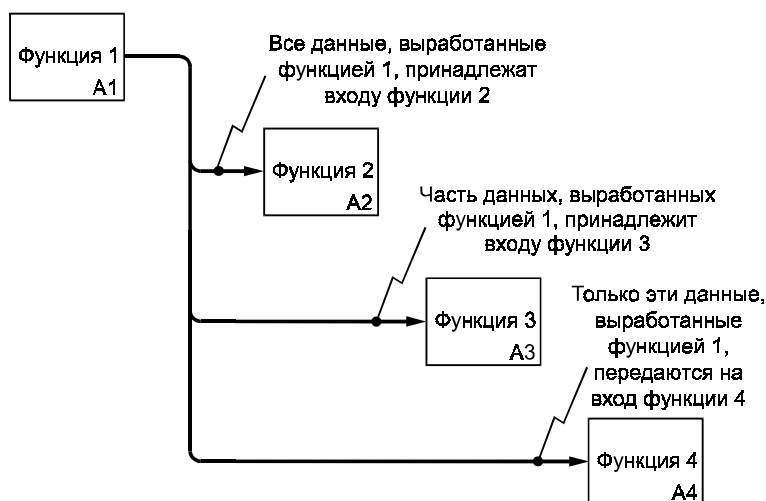 Функция 1
A1
Все данные, выработанные
функцией 1, принадлежат
входу функции 2
Функция 2
A2
Часть данных, выработанных
функцией 1, принадлежит
входу функции 3
Функция 3
A3
Только эти данные,
выработанные
функцией 1,
передаются на
вход функции 4
Функция 4
A4